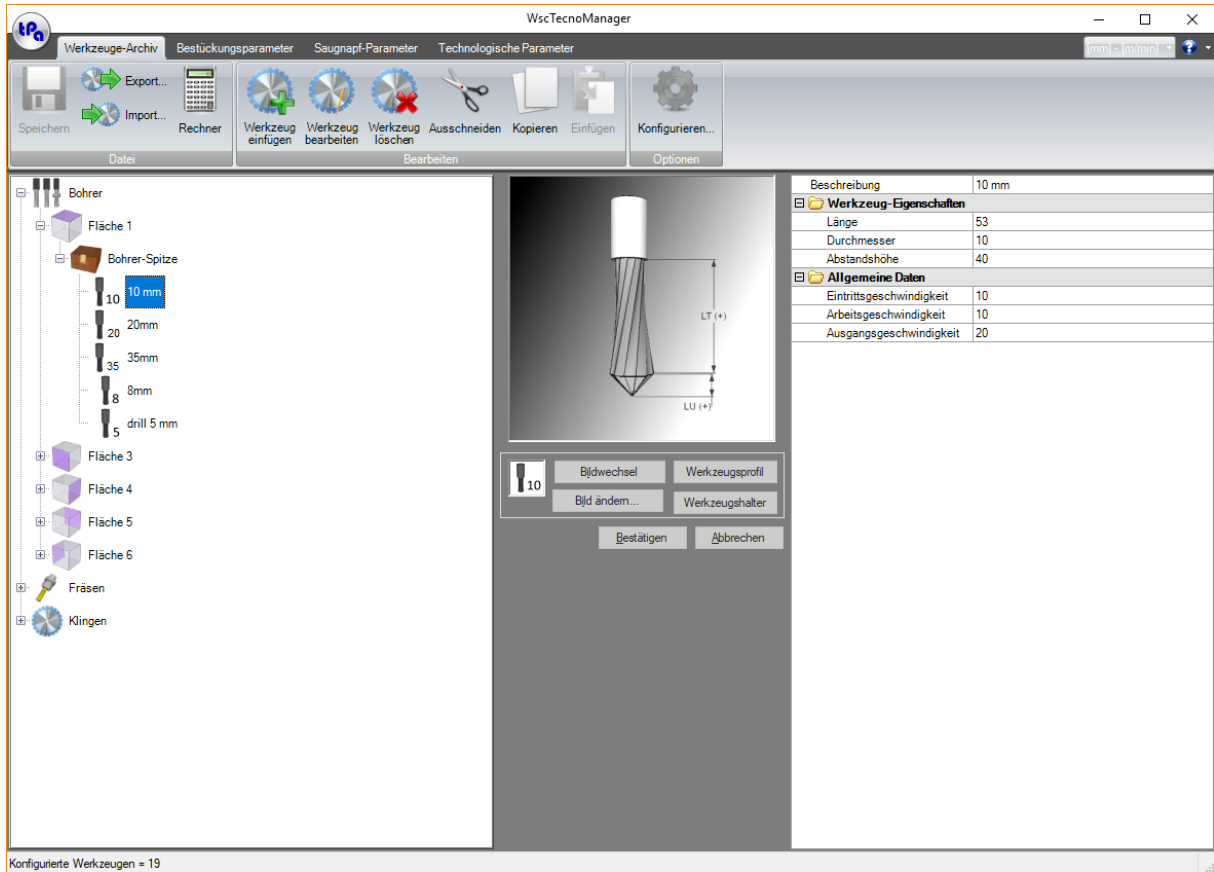 WscTecnoManager
tPa
Werkzeuge-Archiv Bestückungsparameter Saugnapf-Parameter Technologische Parameter [mm] - [m/min]
Speichern
Export...
Import...
Rechner
Werkzeug einfügen
Werkzeug bearbeiten
Werkzeug löschen
Ausschneiden
Kopieren
Einfügen
Konfigurieren...
Datei Bearbeiten Optionen
Bohrer
Fläche 1
Bohrer-Spitze
10 10 mm
20 20mm
35 35mm
8 8mm
5 drill 5 mm
Fläche 3
Fläche 4
Fläche 5
Fläche 6
Fräsen
Klingen
LT (+)
LU (+)
10
Bildwechsel Werkzeugsprofil
Bild ändern... Werkzeugshalter
Bestätigen Abbrechen
Beschreibung 10 mm
Werkzeug-Eigenschaften
Länge 53
Durchmesser 10
Abstandshöhe 40
Allgemeine Daten
Eintrittsgeschwindigkeit 10
Arbeitsgeschwindigkeit 10
Ausgangsgeschwindigkeit 20
Konfigurierte Werkzeugen = 19